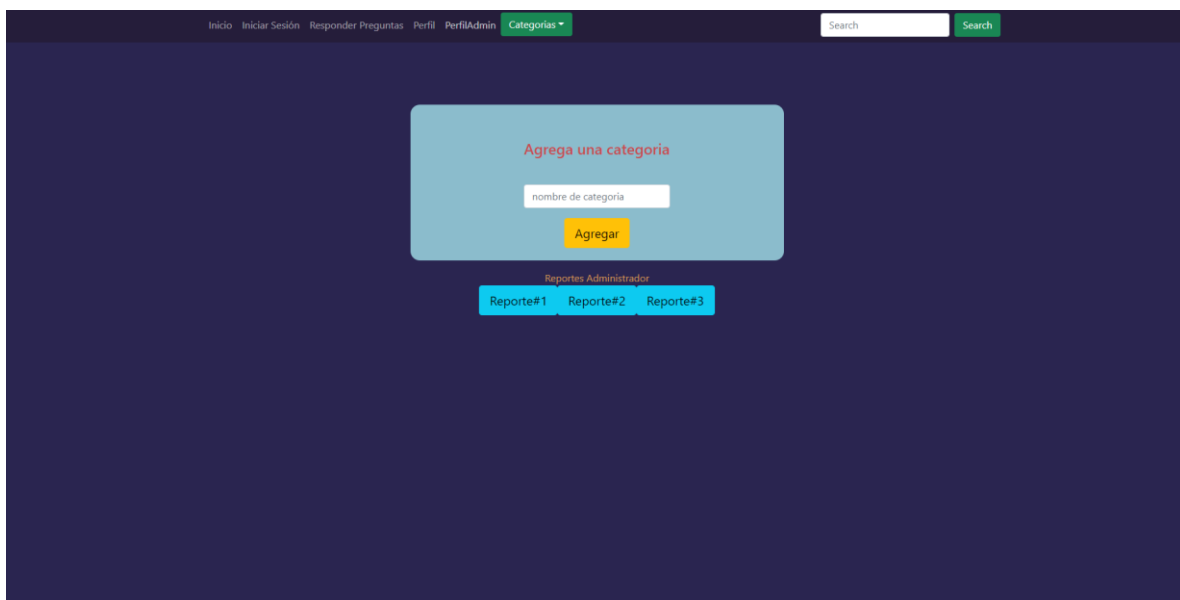 Inicio Iniciar Sesión Responder Preguntas Perfil PerfilAdmin Categorias Search Search
Agrega una categoria
nombre de categoria
Agregar
Reportes Administrador
Reporte#1 Reporte#2 Reporte#3